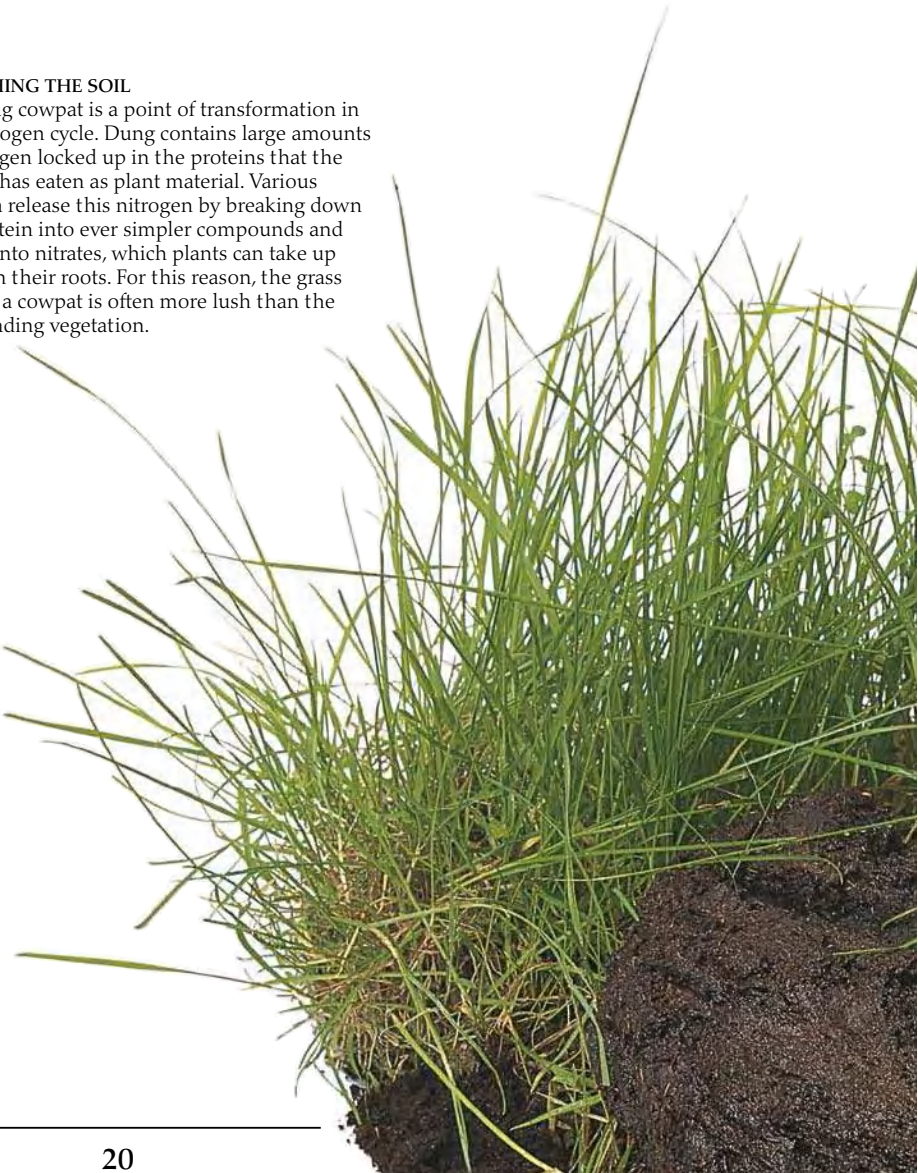 HING THE SOIL
g cowpat is a point of transformation in
ogen cycle. Dung contains large amounts
gen locked up in the proteins that the
has eaten as plant material. Various
release this nitrogen by breaking down
tein into ever simpler compounds and
nto nitrates, which plants can take up
n their roots. For this reason, the grass
a cowpat is often more lush than the
nding vegetation.
20